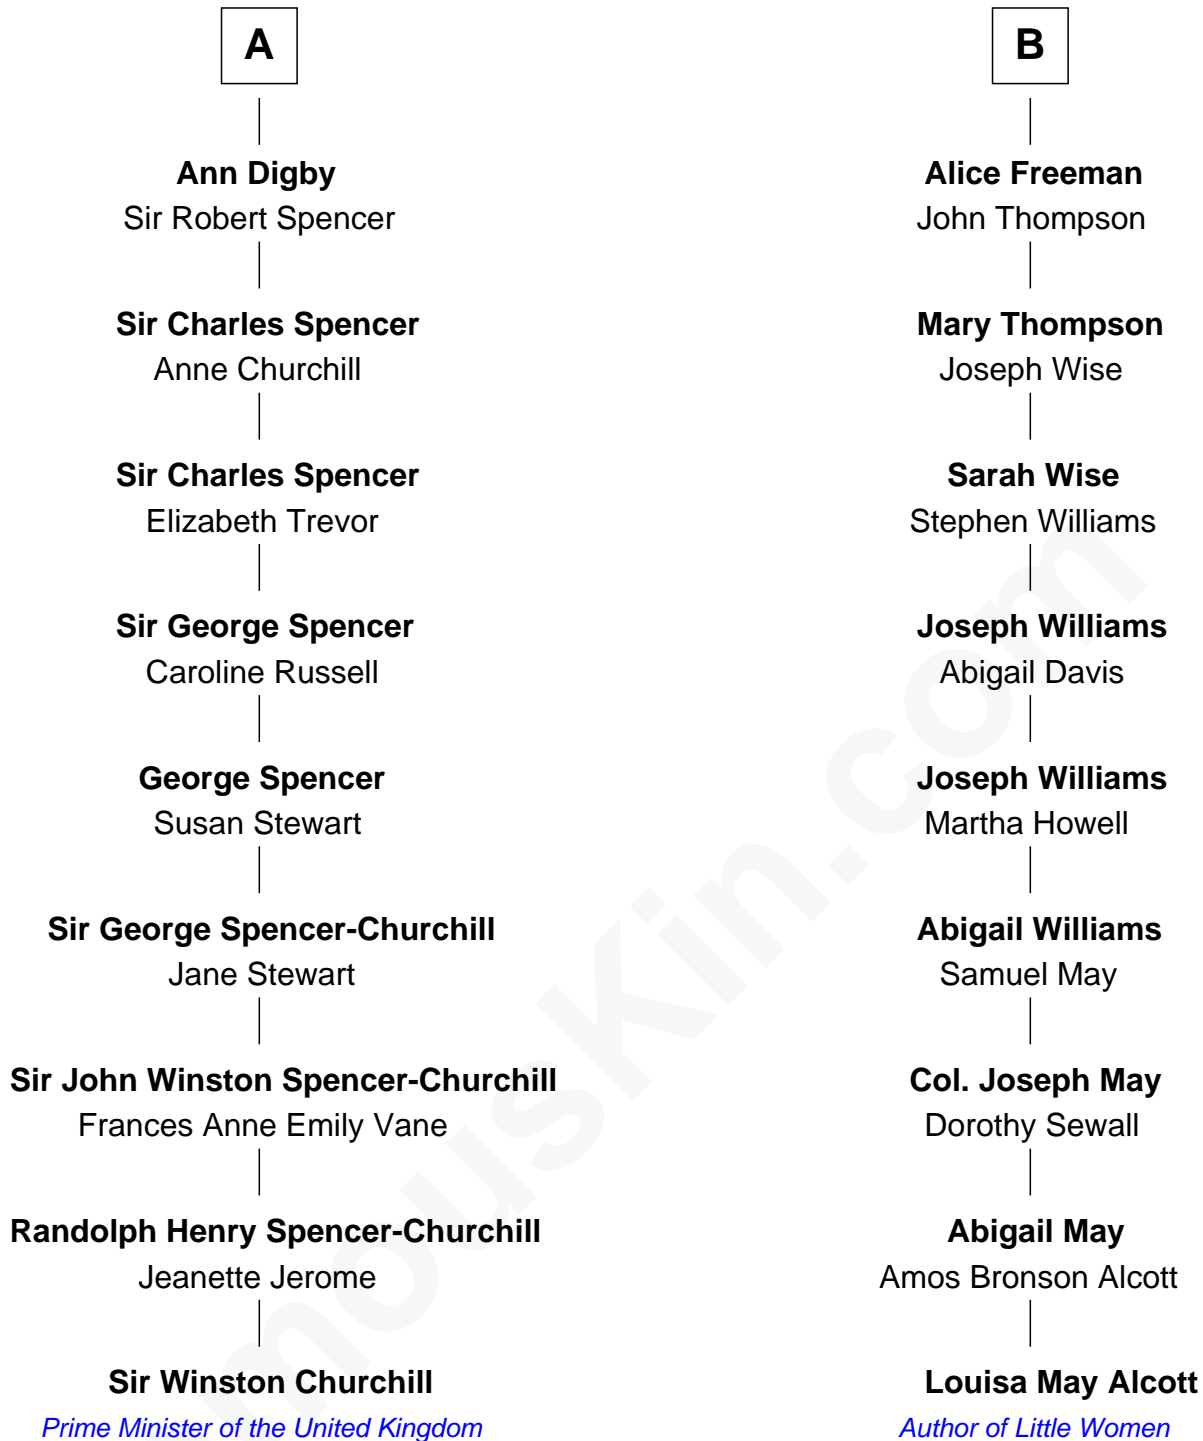 A
Ann Digby
Sir Robert Spencer
Sir Charles Spencer
Anne Churchill
Sir Charles Spencer
Elizabeth Trevor
Sir George Spencer
Caroline Russell
George Spencer
Susan Stewart
Sir George Spencer-Churchill
Jane Stewart
Sir John Winston Spencer-Churchill
Frances Anne Emily Vane
Randolph Henry Spencer-Churchill
Jeanette Jerome
Sir Winston Churchill
Prime Minister of the United Kingdom
B
Alice Freeman
John Thompson
Mary Thompson
Joseph Wise
Sarah Wise
Stephen Williams
Joseph Williams
Abigail Davis
Joseph Williams
Martha Howell
Abigail Williams
Samuel May
Col. Joseph May
Dorothy Sewall
Abigail May
Amos Bronson Alcott
Louisa May Alcott
Author of Little Women
mousKin.com